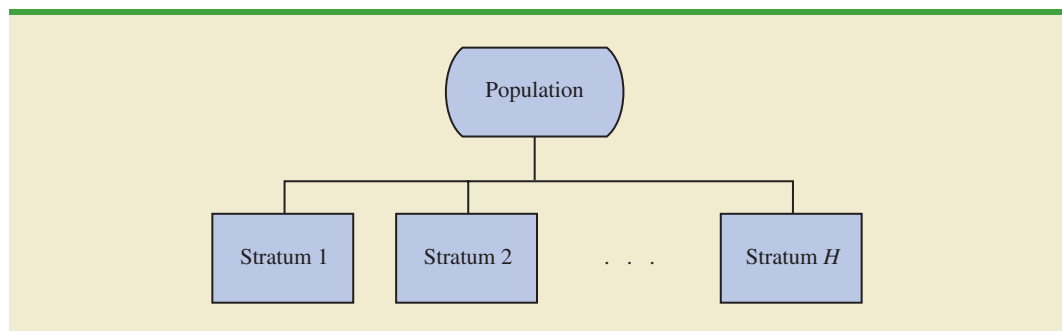 Population
Stratum 1 Stratum 2 . . . Stratum H